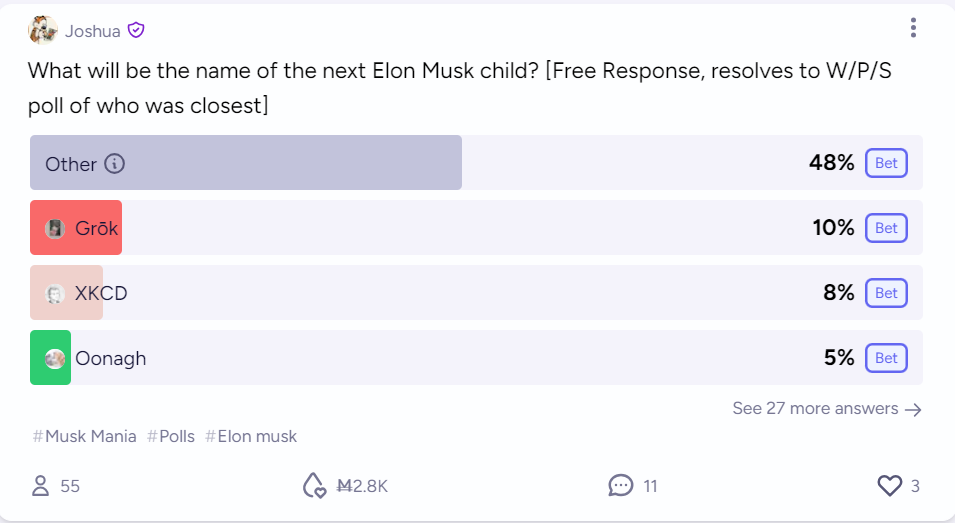 Joshua
What will be the name of the next Elon Musk child? [Free Response, resolves to W/P/S
poll of who was closest]
Other 48% Bet
Grōk 10% Bet
XKCD 8% Bet
Oonagh 5% Bet
See 27 more answers →
#Musk Mania #Polls #Elon musk
55 M2.8K 11 3